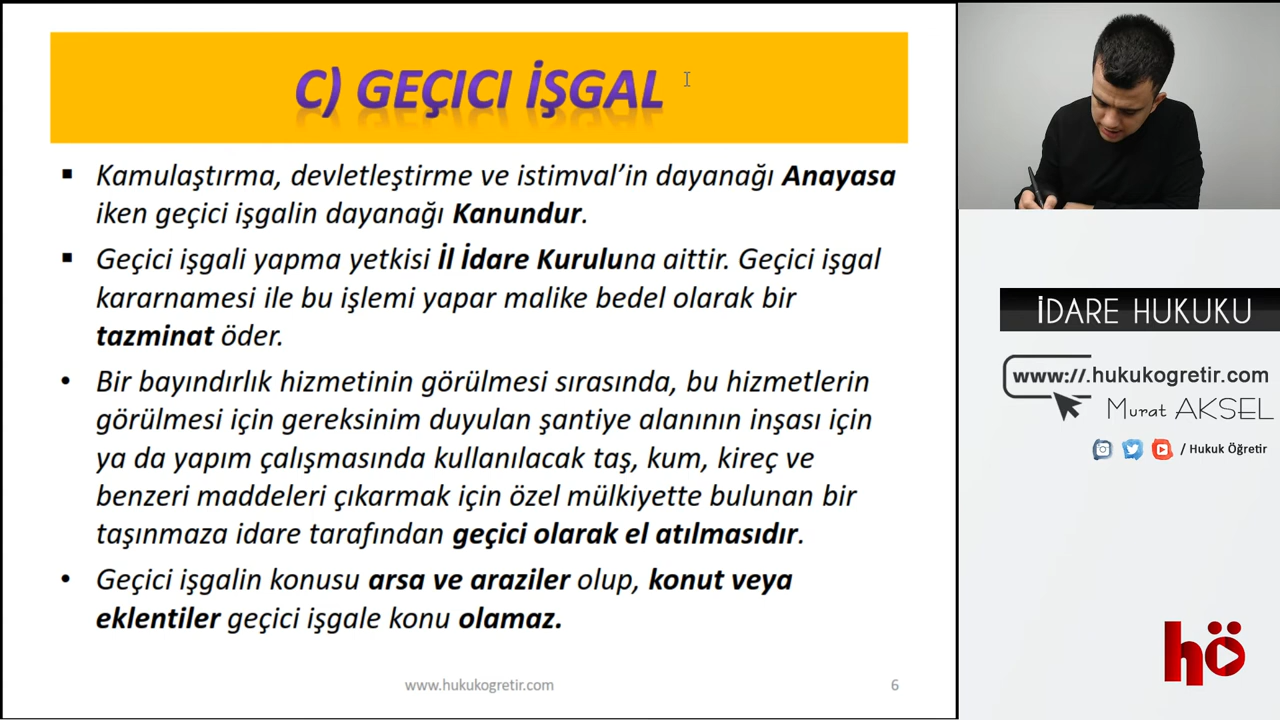 C) GEÇICI İŞGAL
▪ Kamulaştırma, devletleştirme ve istimval’in dayanağı Anayasa
iken geçici işgalin dayanağı Kanundur.
▪ Geçici işgali yapma yetkisi İl İdare Kuruluna aittir. Geçici işgal
kararnamesi ile bu işlemi yapar malike bedel olarak bir
tazminat öder.
• Bir bayındırlık hizmetinin görülmesi sırasında, bu hizmetlerin
görülmesi için gereksinim duyulan şantiye alanının inşası için
ya da yapım çalışmasında kullanılacak taş, kum, kireç ve
benzeri maddeleri çıkarmak için özel mülkiyette bulunan bir
taşınmaza idare tarafından geçici olarak el atılmasıdır.
• Geçici işgalin konusu arsa ve araziler olup, konut veya
eklentiler geçici işgale konu olamaz.
www.hukukogretir.com
6
İDARE HUKUKU
www://.hukukogretir.com
Murat AKSEL
/ Hukuk Öğretir
hö